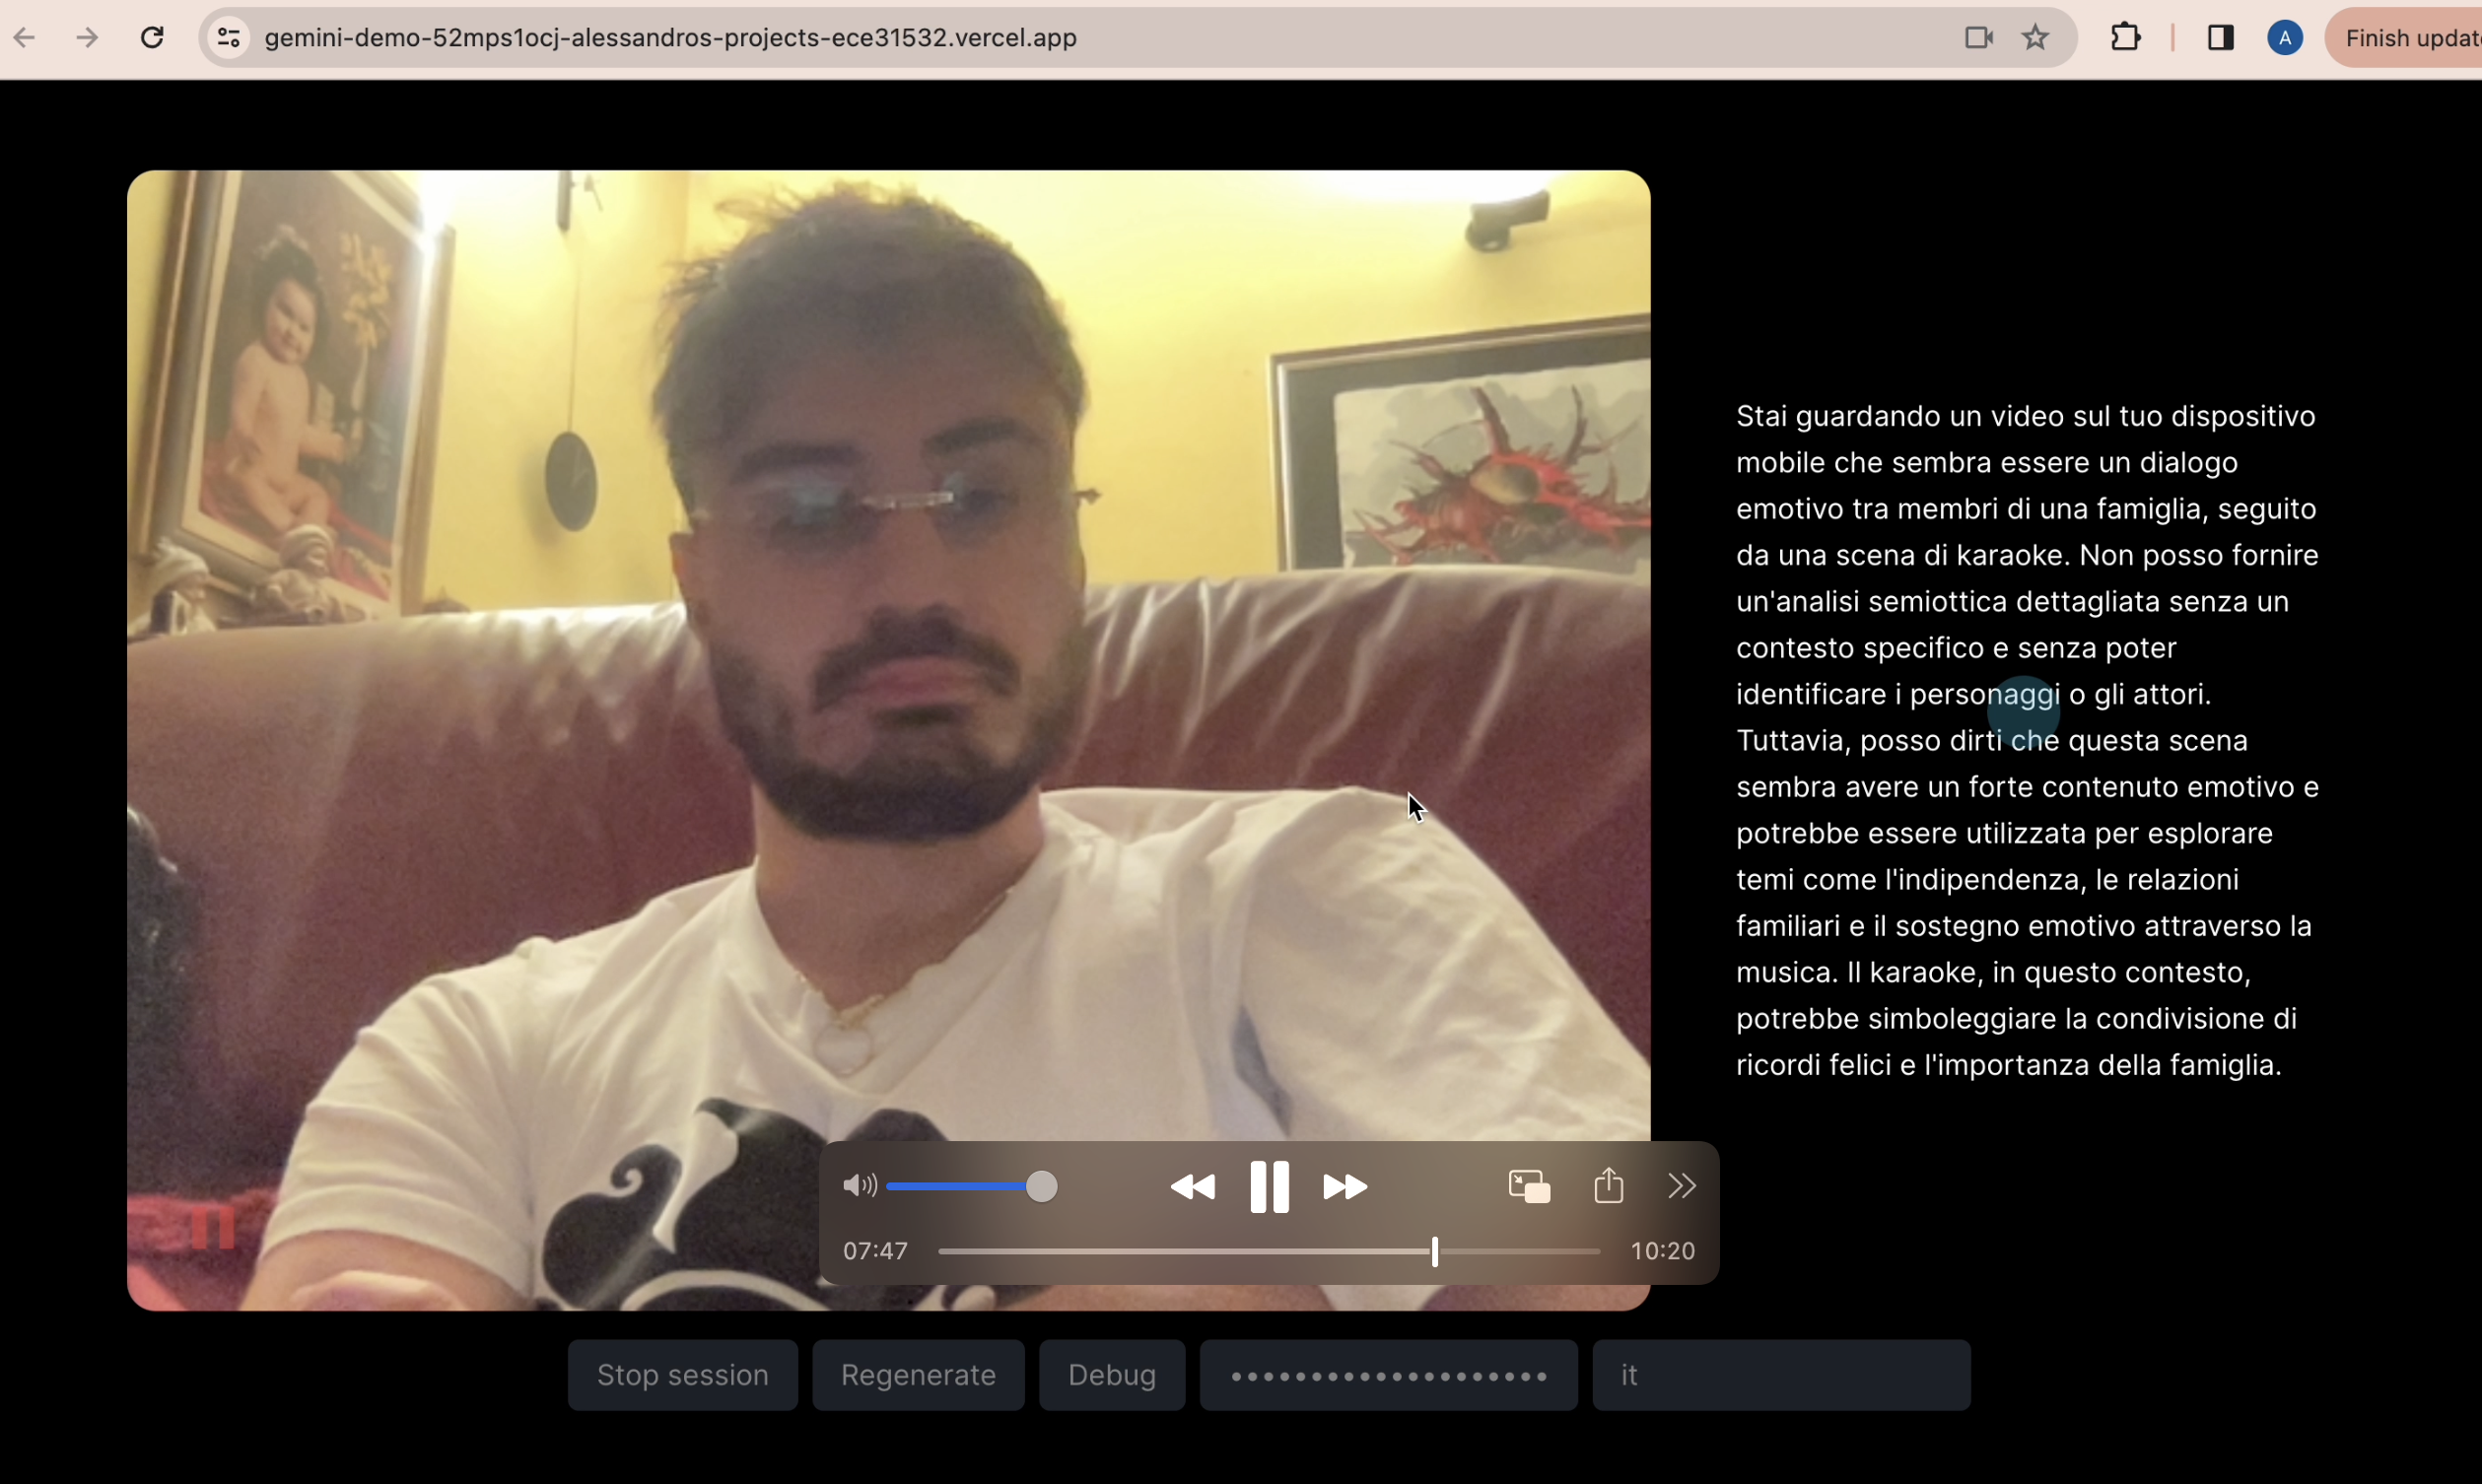 gemini-demo-52mps1ocj-alessandros-projects-ece31532.vercel.app
A
Stai guardando un video sul tuo dispositivo
mobile che sembra essere un dialogo
emotivo tra membri di una famiglia, seguito
da una scena di karaoke. Non posso fornire
un'analisi semiottica dettagliata senza un
contesto specifico e senza poter
identificare i personaggi o gli attori.
Tuttavia, posso dirti che questa scena
sembra avere un forte contenuto emotivo e
potrebbe essere utilizzata per esplorare
temi come l'indipendenza, le relazioni
familiari e il sostegno emotivo attraverso la
musica. Il karaoke, in questo contesto,
potrebbe simboleggiare la condivisione di
ricordi felici e l'importanza della famiglia.
07:47
10:20
Stop session
Regenerate
Debug
it